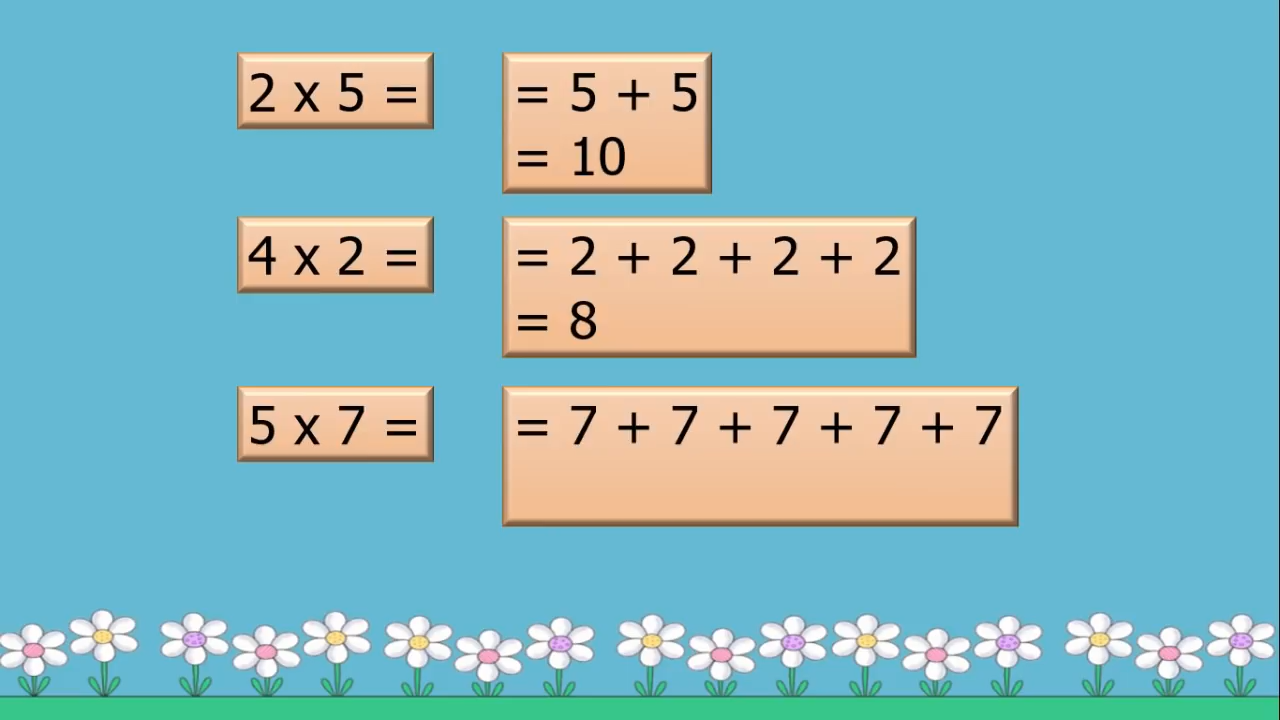 2 x 5 =
= 5 + 5
= 10
4 x 2 =
= 2 + 2 + 2 + 2
= 8
5 x 7 =
= 7 + 7 + 7 + 7 + 7